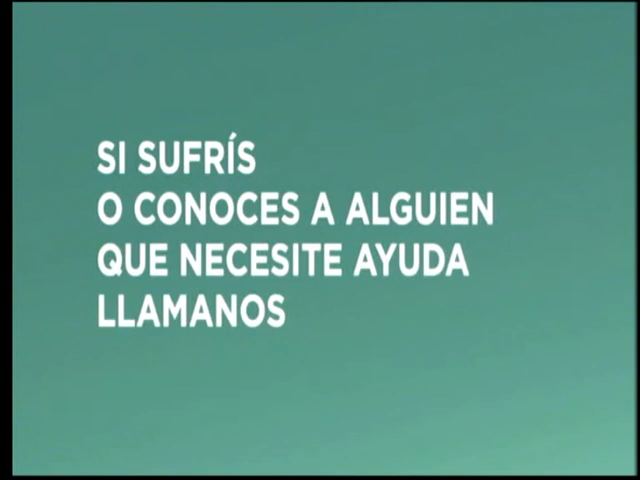 SI SUFRÍS
O CONOCES A ALGUIEN
QUE NECESITE AYUDA
LLAMANOS